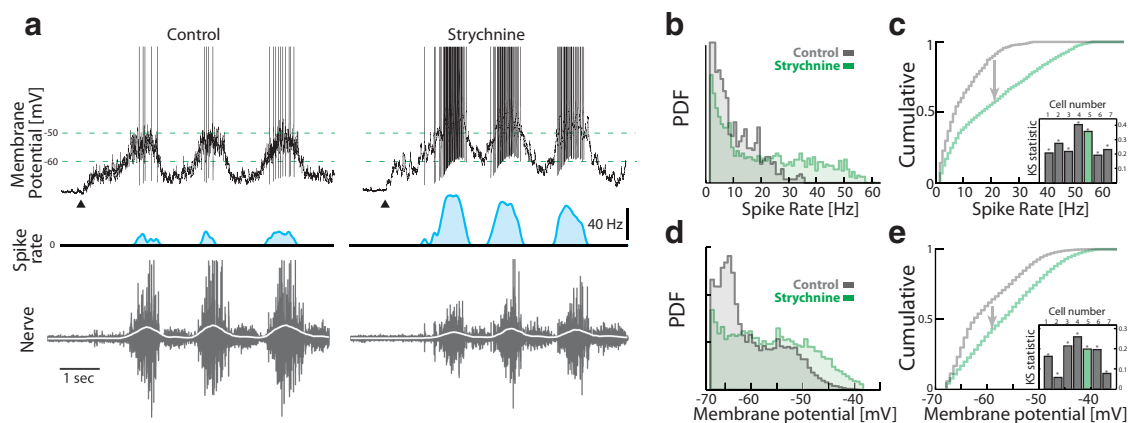 a
Control
Strychnine
Membrane
Potential [mV]
-50
-60
Spike
rate
0
40 Hz
Nerve
1 sec
b
Control
Strychnine
PDF
0 10 20 30 40 50 60
Spike Rate [Hz]
c
Cumulative
1
0.5
0 10 20 30 40 50 60
Spike Rate [Hz]
Cell number
1 2 3 4 5 6 7
KS statistic
0.4
0.3
0.2
0.1
d
Control
Strychnine
PDF
-70 -60 -50 -40
Membrane potential [mV]
e
Cumulative
1
0.5
-70 -60 -50 -40
Membrane potential [mV]
Cell number
1 2 3 4 5 6 7
KS statistic
0.3
0.2
0.1
0